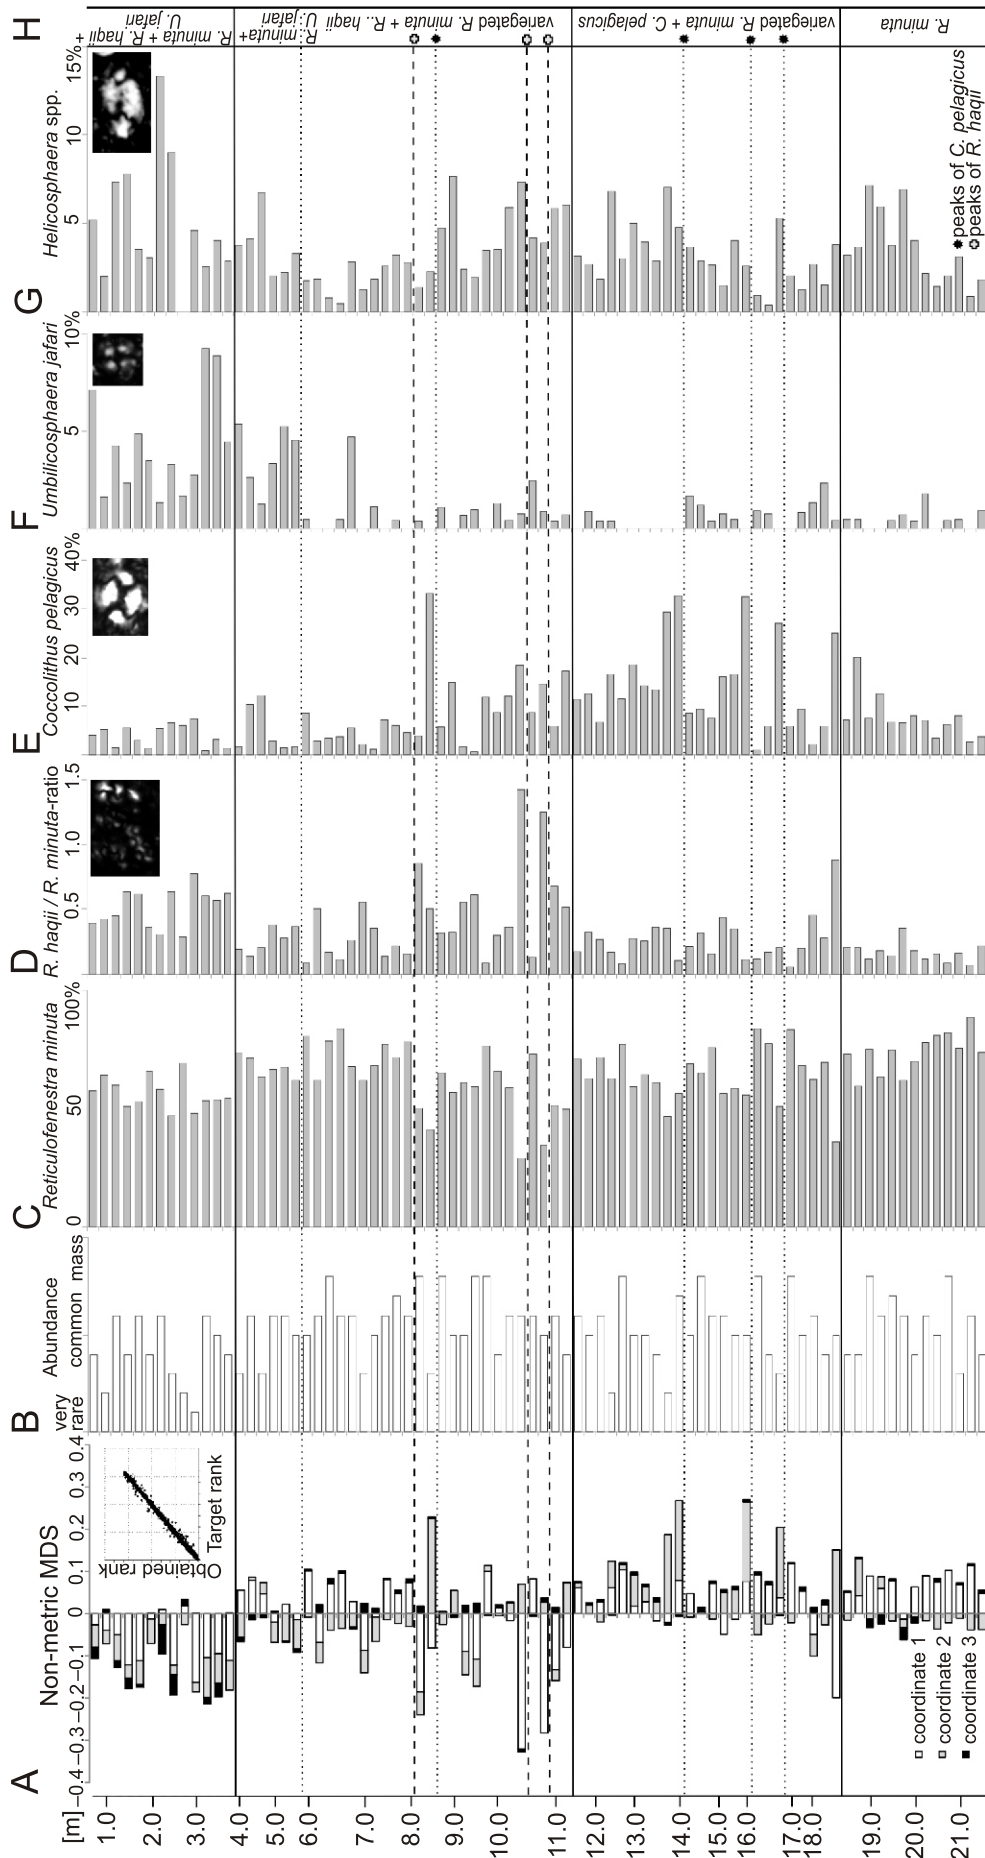 A
Non-metric MDS
[m] –0.4 –0.3 –0.2 –0.1 0 0.1 0.2 0.3 0.4
Obtained rank
Target rank
coordinate 1
coordinate 2
coordinate 3
B
Abundance
very
rare common mass
C
Reticulofenestra minuta
0 50 100%
D
R. haqii / R. minuta-ratio
0.5 1.0 1.5
E
Coccolithus pelagicus
10 20 30 40%
F
Umbilicosphaera jafari
5 10%
G
Helicosphaera spp.
5 10 15%
peaks of C. pelagicus
peaks of R. haqii
H
R. minuta + R. haqii +
U. jafari
R. minuta+
U. jafari
variegated R. minuta + R.. haqii
variegated R. minuta + C. pelagicus
R. minuta
1.0
2.0
3.0
4.0
5.0
6.0
7.0
8.0
9.0
10.0
11.0
12.0
13.0
14.0
15.0
16.0
17.0
18.0
19.0
20.0
21.0